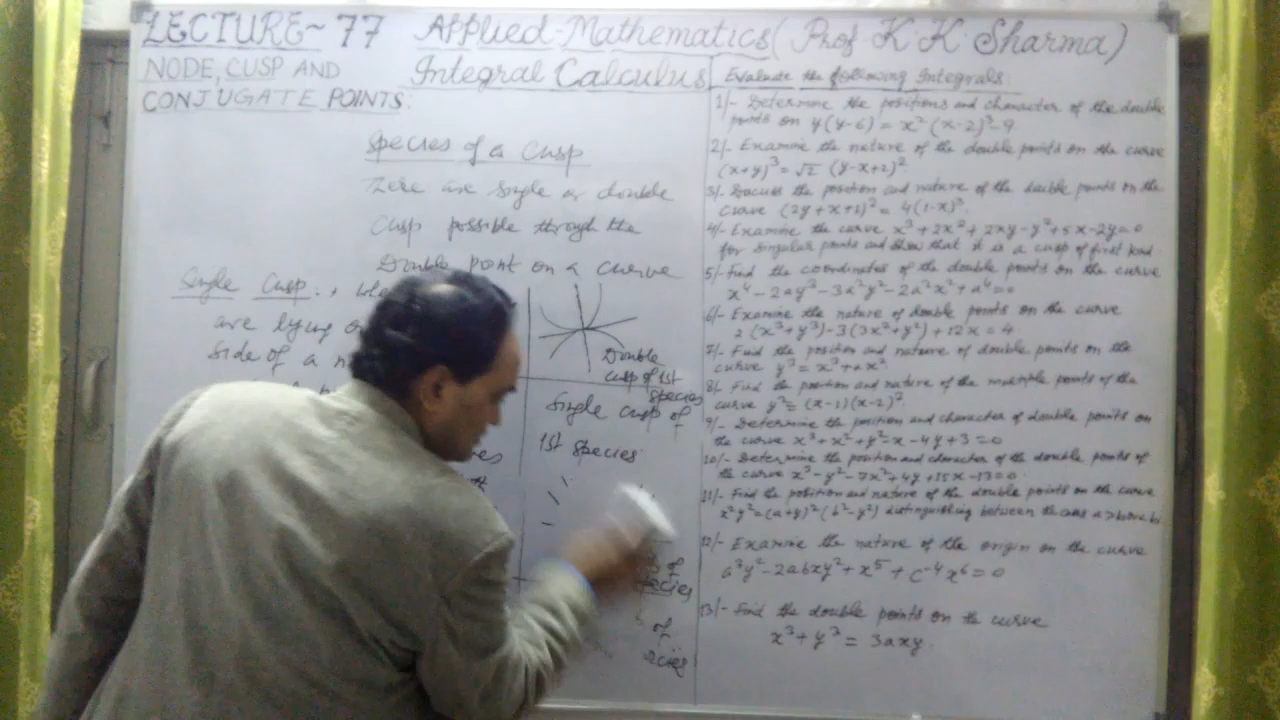 LECTURE~77 Applied-Mathematics (Prof K.K. Sharma)
NODE, CUSP AND
CONJUGATE POINTS:
Integral Calculus
Species of a Cusp
There are single or double
Cusp possible through the
Double point on a curve
Single Cusp:
are lying
Side of a
Double
cusp of 1st
species
Single cusp of
1st species
of
of
Evaluate the following Integrals:
1/- Determine the positions and character of the double
points on y(y-6) = x²(x-2)³-9
2/- Examine the nature of the double points on the curve
(x+y)³ = √2 (y-x+2)²
3/- Discuss the position and nature of the double points on the
curve (2y+x+1)² = 4(1-x)⁵
4/- Examine the curve x³+2x²+2xy-y²+5x-2y=0
for singular points and show that it is a cusp of first kind
5/- Find the coordinates of the double points on the curve
x⁴-2ay³-3a²y²-2a²x²+a⁴=0
6/- Examine the nature of double points on the curve
2(x³+y³)-3(3x²+y²)+12x=4
7/- Find the position and nature of double points on the
curve y³ = x³+ax²
8/- Find the position and nature of the multiple points of the
curve y²= (x-1)(x-2)²
9/- Determine the position and character of double points on
the curve x³+x²+y²-x-4y+3=0
10/- Determine the position and character of the double points of
the curve x³-y²-7x²+4y+15x-13=0
11/- Find the position and nature of the double points on the curve
x²y²=(a+y)²(b²-y²) distinguishing between the
12/- Examine the nature of the origin on the curve
x⁵
13/- Find the double points on the curve
x³+y³ = 3axy.